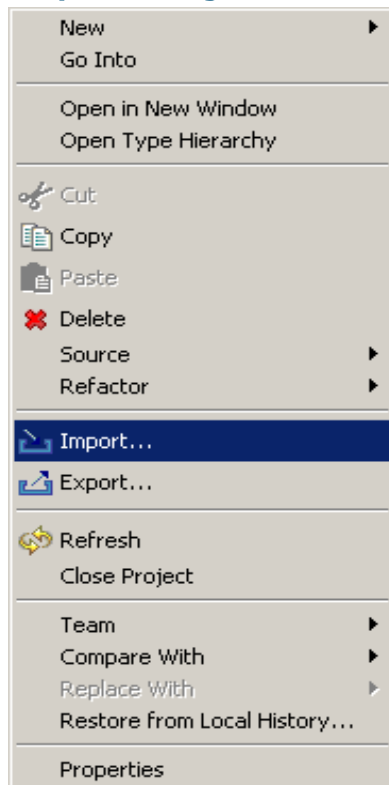 New
Go Into
Open in New Window
Open Type Hierarchy
Cut
Copy
Paste
Delete
Source
Refactor
Import...
Export...
Refresh
Close Project
Team
Compare With
Replace With
Restore from Local History...
Properties